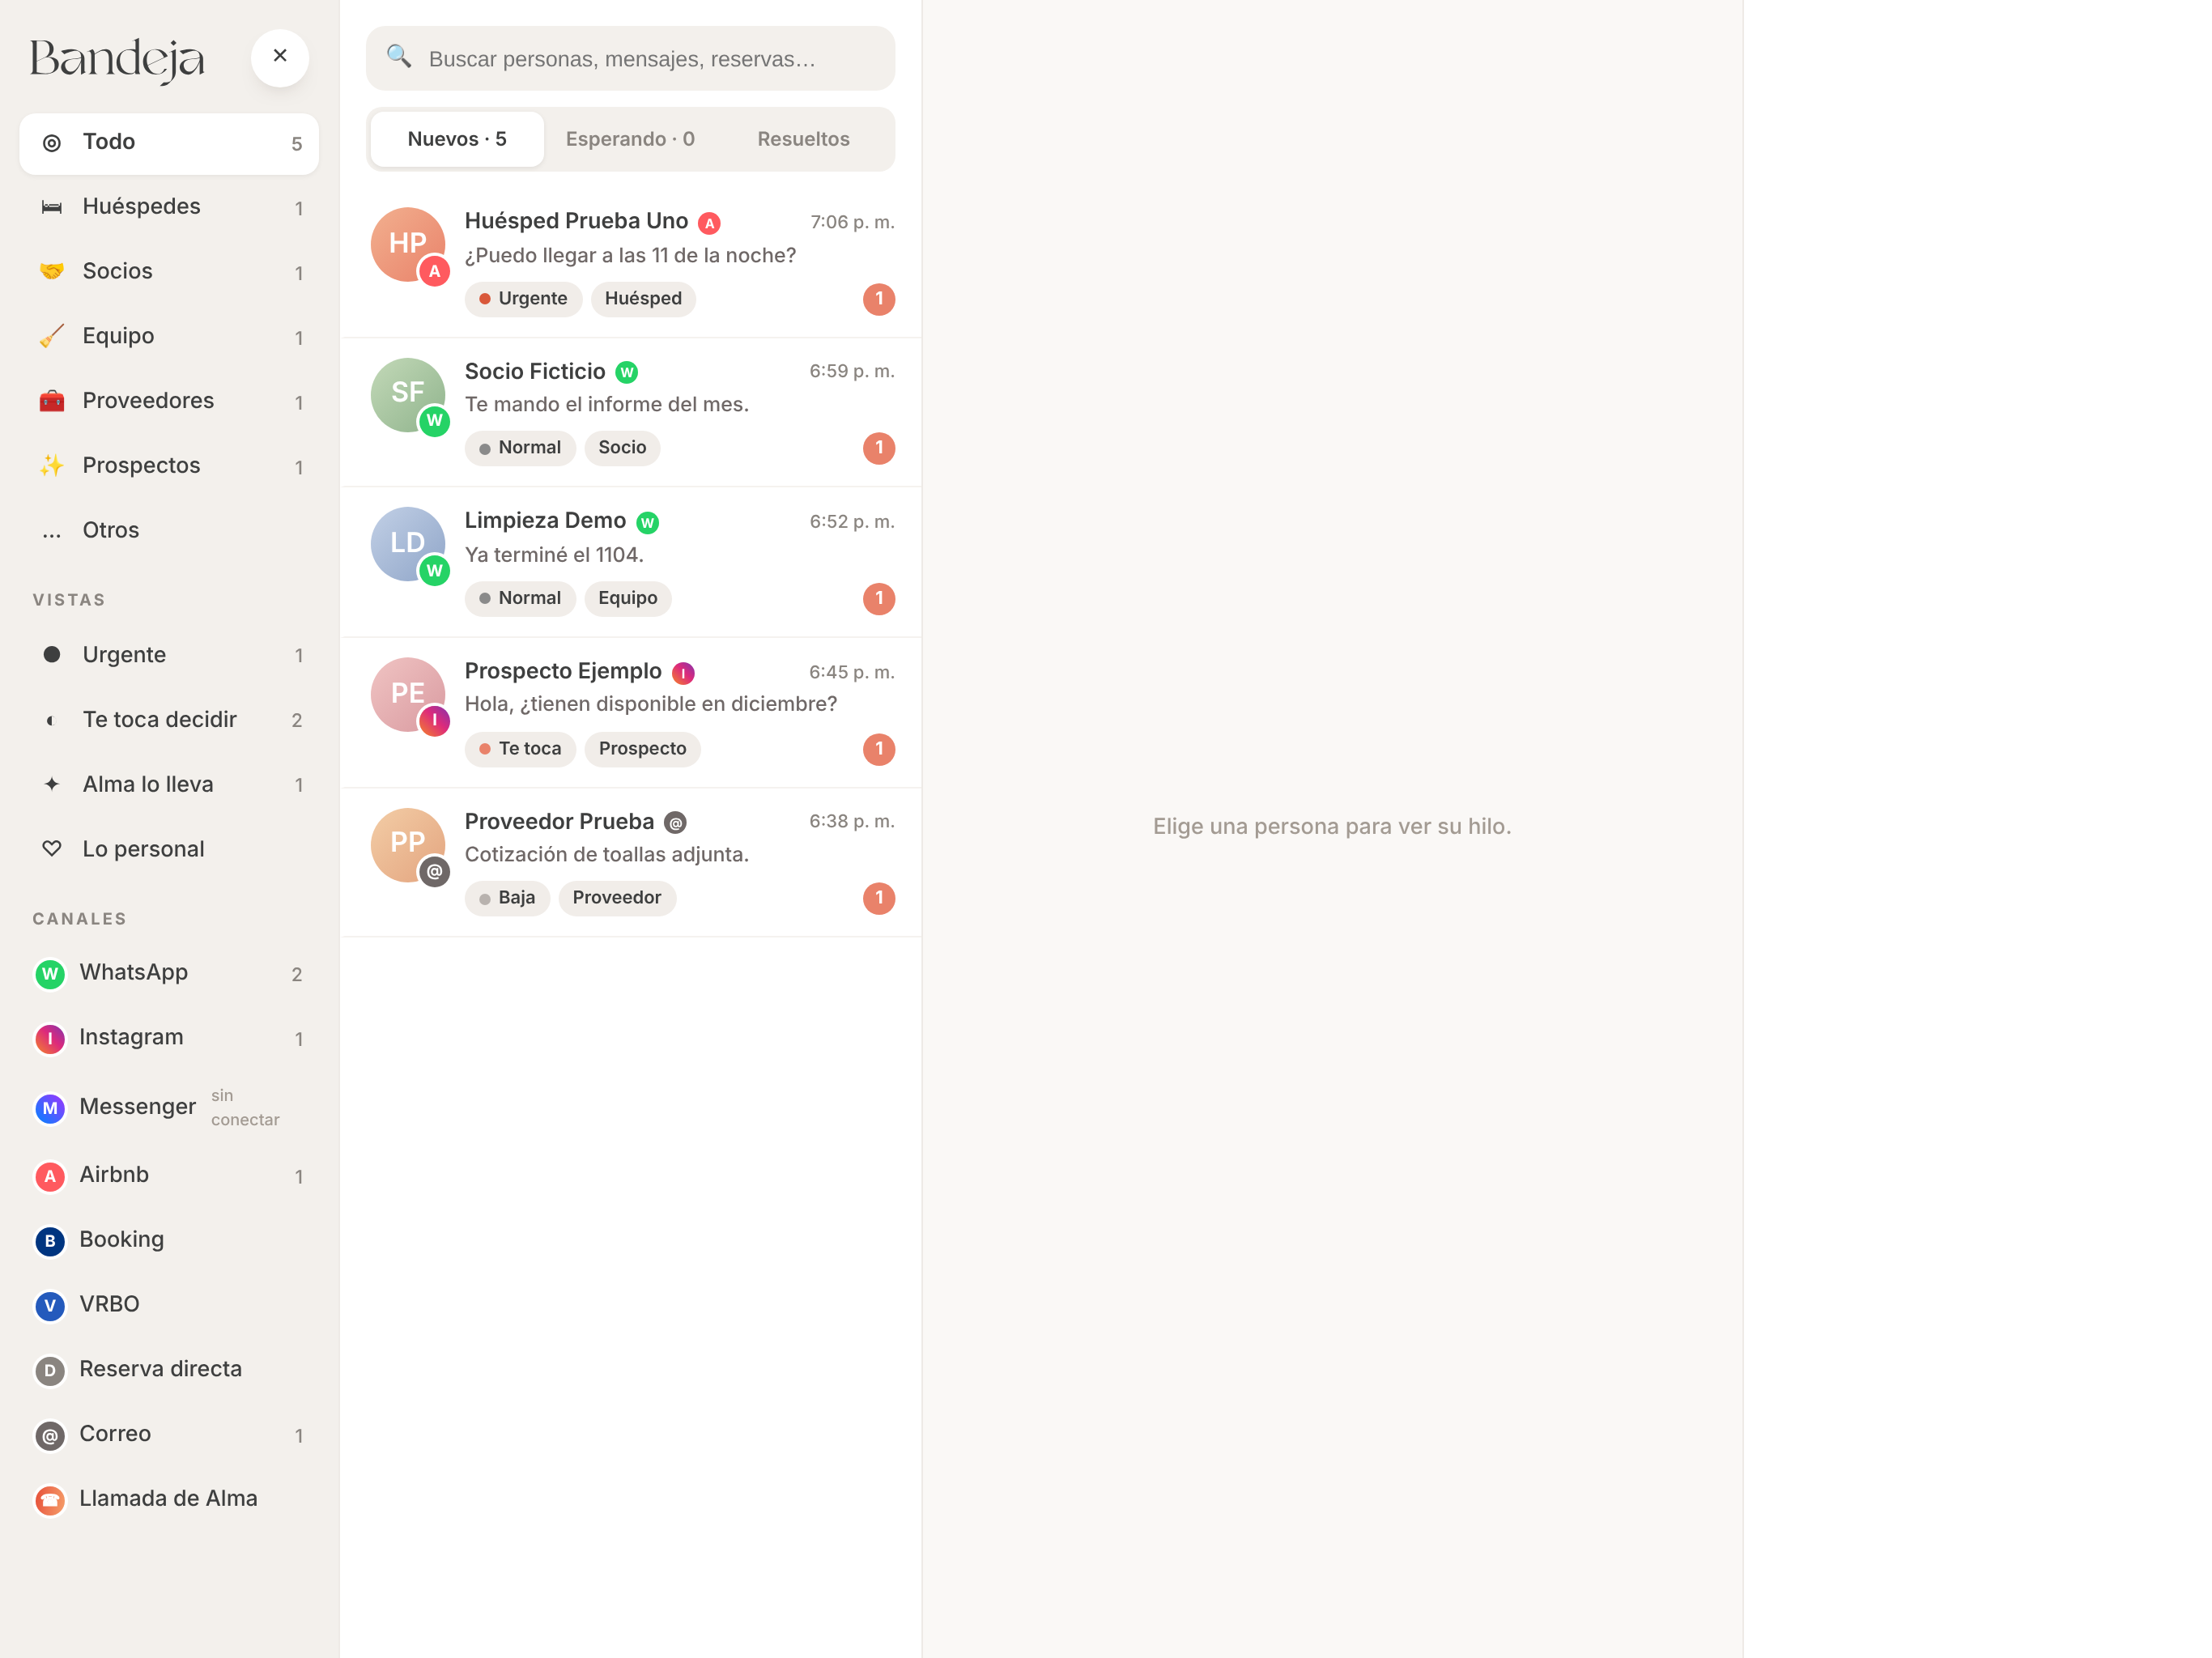 Bandeja
✕
Todo 5
Huéspedes 1
Socios 1
Equipo 1
Proveedores 1
Prospectos 1
Otros
VISTAS
Urgente 1
Te toca decidir 2
Alma lo lleva 1
Lo personal
CANALES
W WhatsApp 2
I Instagram 1
M Messenger sin conectar
A Airbnb 1
B Booking
V VRBO
D Reserva directa
@ Correo 1
Llamada de Alma
Buscar personas, mensajes, reservas…
Nuevos · 5 Esperando · 0 Resueltos
HP A
Huésped Prueba Uno A 7:06 p. m.
¿Puedo llegar a las 11 de la noche?
Urgente Huésped 1
SF W
Socio Ficticio W 6:59 p. m.
Te mando el informe del mes.
Normal Socio 1
LD W
Limpieza Demo W 6:52 p. m.
Ya terminé el 1104.
Normal Equipo 1
PE I
Prospecto Ejemplo I 6:45 p. m.
Hola, ¿tienen disponible en diciembre?
Te toca Prospecto 1
PP @
Proveedor Prueba @ 6:38 p. m.
Cotización de toallas adjunta.
Baja Proveedor 1
Elige una persona para ver su hilo.